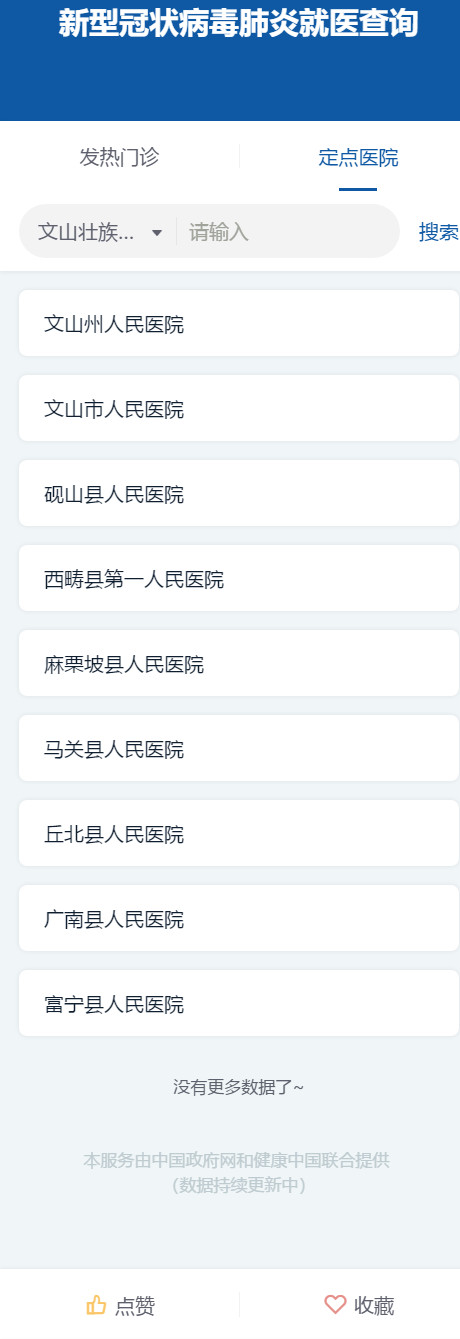 新型冠状病毒肺炎就医查询
发热门诊
定点医院
文山壮族...
请输入
搜索
文山州人民医院
文山市人民医院
砚山县人民医院
西畴县第一人民医院
麻栗坡县人民医院
马关县人民医院
丘北县人民医院
广南县人民医院
富宁县人民医院
没有更多数据了~
本服务由中国政府网和健康中国联合提供
（数据持续更新中）
点赞
收藏